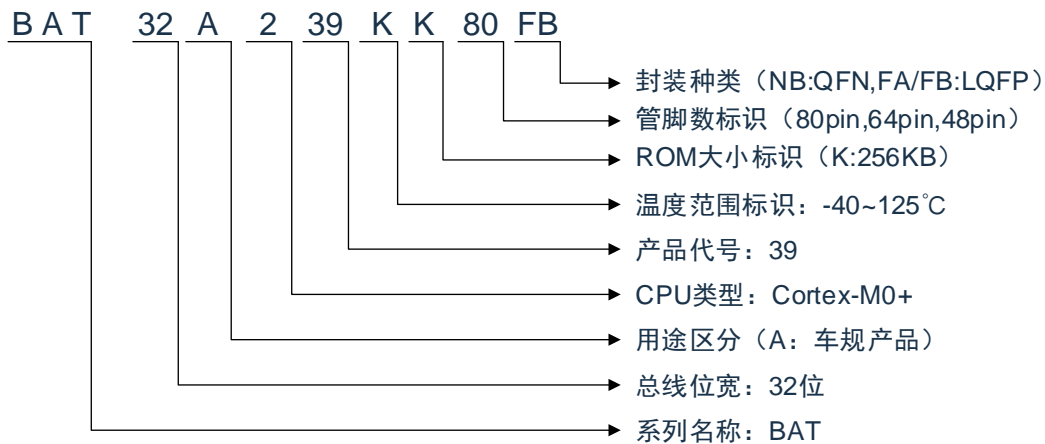 BAT 32 A 2 39 K K 80 FB
封装种类（NB:QFN,FA/FB:LQFP）
管脚数标识（80pin,64pin,48pin）
ROM大小标识（K:256KB）
温度范围标识：-40~125℃
产品代号：39
CPU类型：Cortex-M0+
用途区分（A：车规产品）
总线位宽：32位
系列名称：BAT